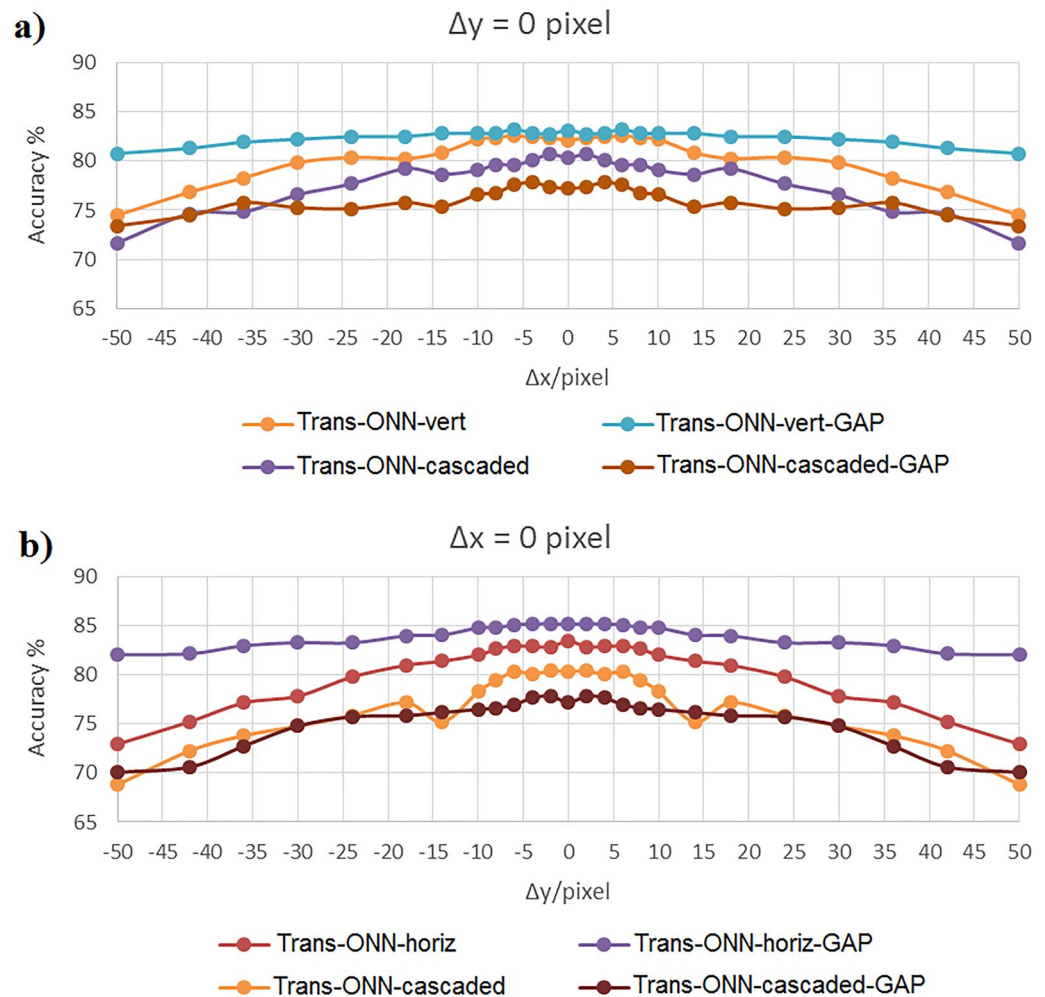 a)
Δy = 0 pixel
90
85
80
75
70
65
Accuracy %
-50 -45 -40 -35 -30 -25 -20 -15 -10 -5 0 5 10 15 20 25 30 35 40 45 50
Δx/pixel
Trans-ONN-vert Trans-ONN-vert-GAP
Trans-ONN-cascaded Trans-ONN-cascaded-GAP
b)
Δx = 0 pixel
90
85
80
75
70
65
Accuracy %
-50 -45 -40 -35 -30 -25 -20 -15 -10 -5 0 5 10 15 20 25 30 35 40 45 50
Δy/pixel
Trans-ONN-horiz Trans-ONN-horiz-GAP
Trans-ONN-cascaded Trans-ONN-cascaded-GAP